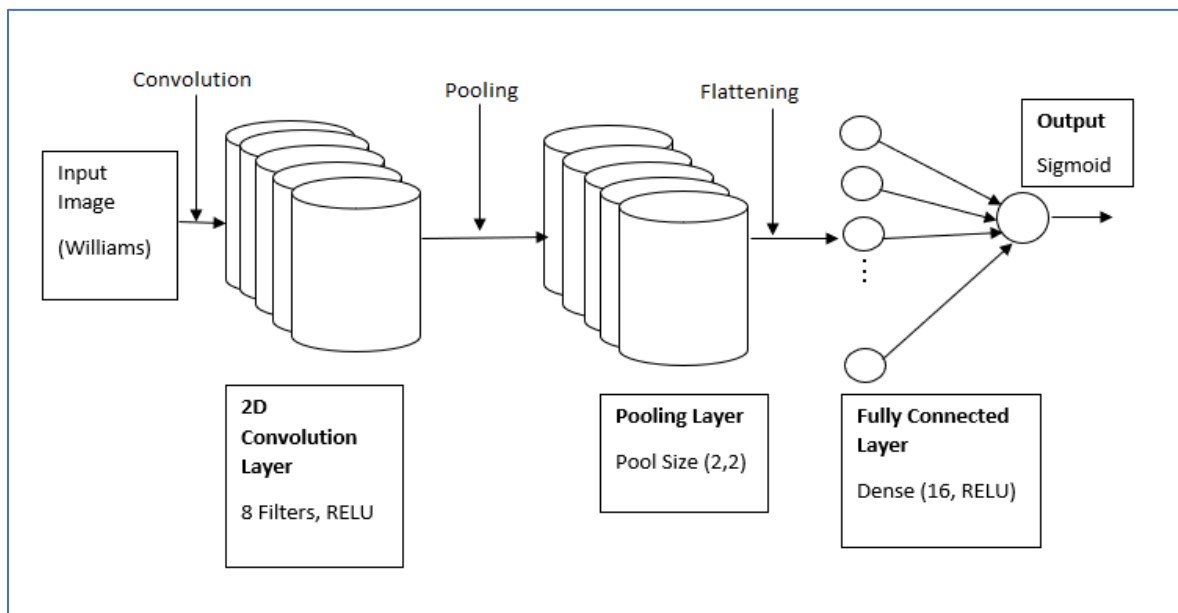 Convolution
Pooling
Flattening
Input
Image
(Williams)
Output
Sigmoid
2D
Convolution
Layer
8 Filters, RELU
Pooling Layer
Pool Size (2,2)
Fully Connected
Layer
Dense (16, RELU)